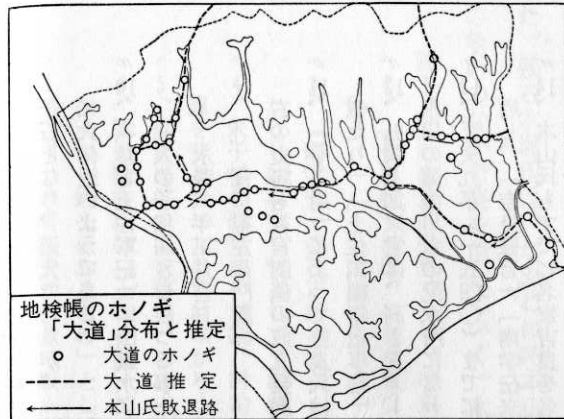 地検帳のホノギ
「大道」分布と推定
大道のホノギ
大道推定
本山氏敗退路